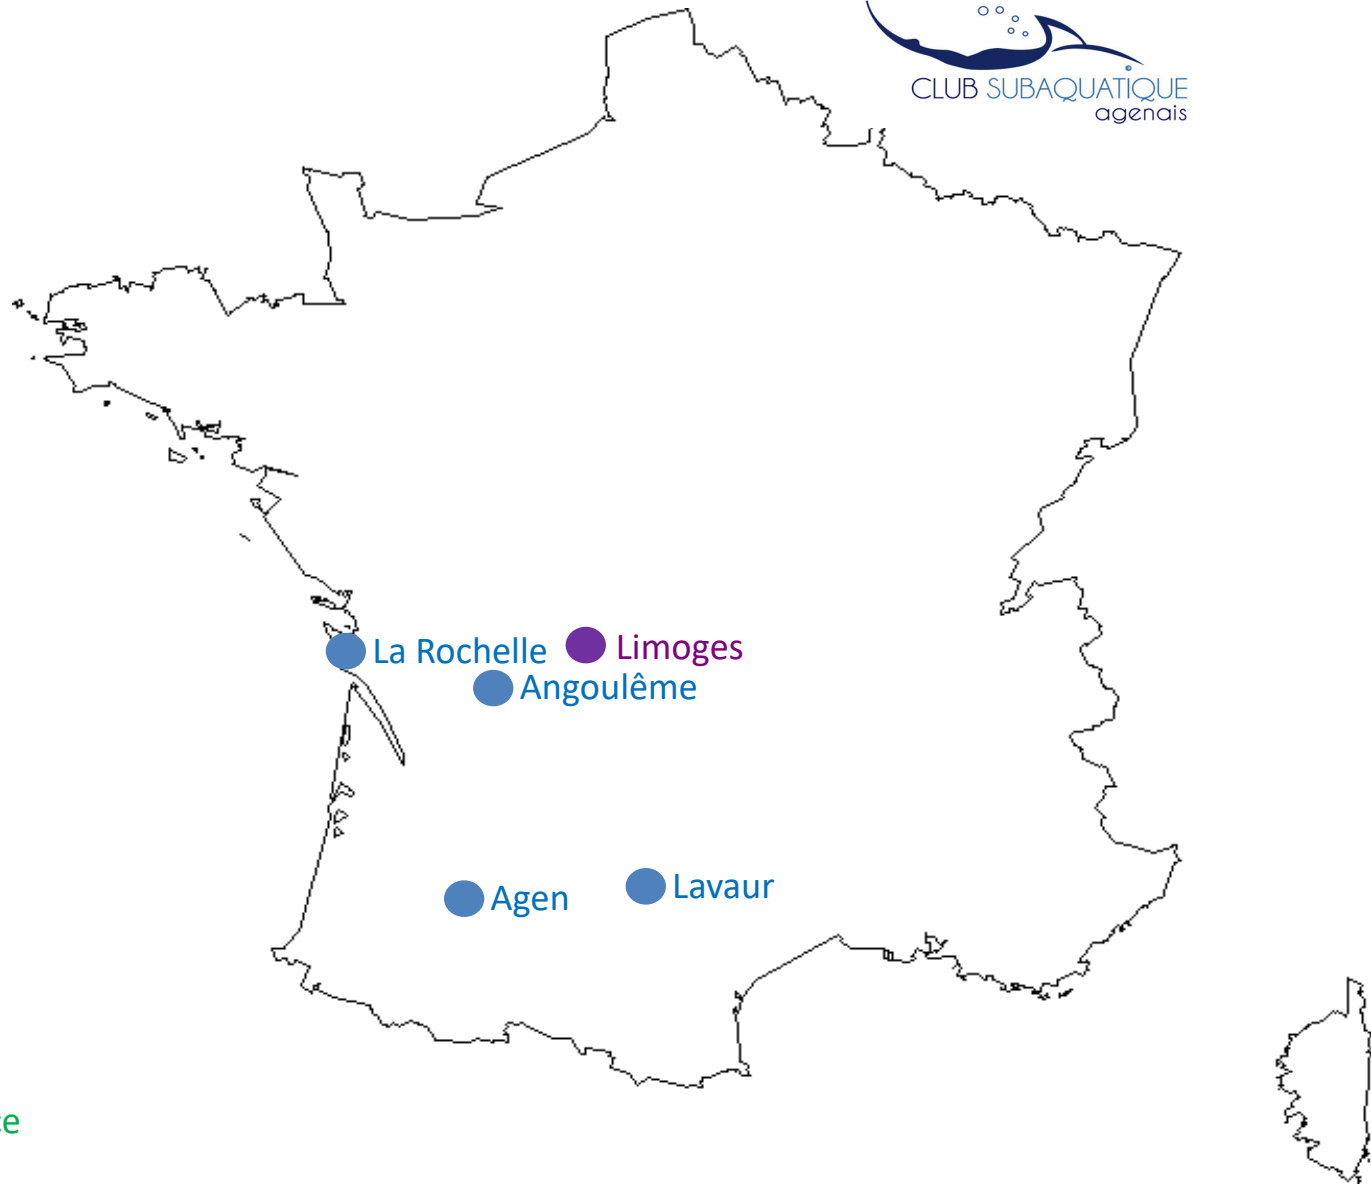 CLUB SUBAQUATIQUE
agenais
La Rochelle
Limoges
Angoulême
Agen
Lavaur